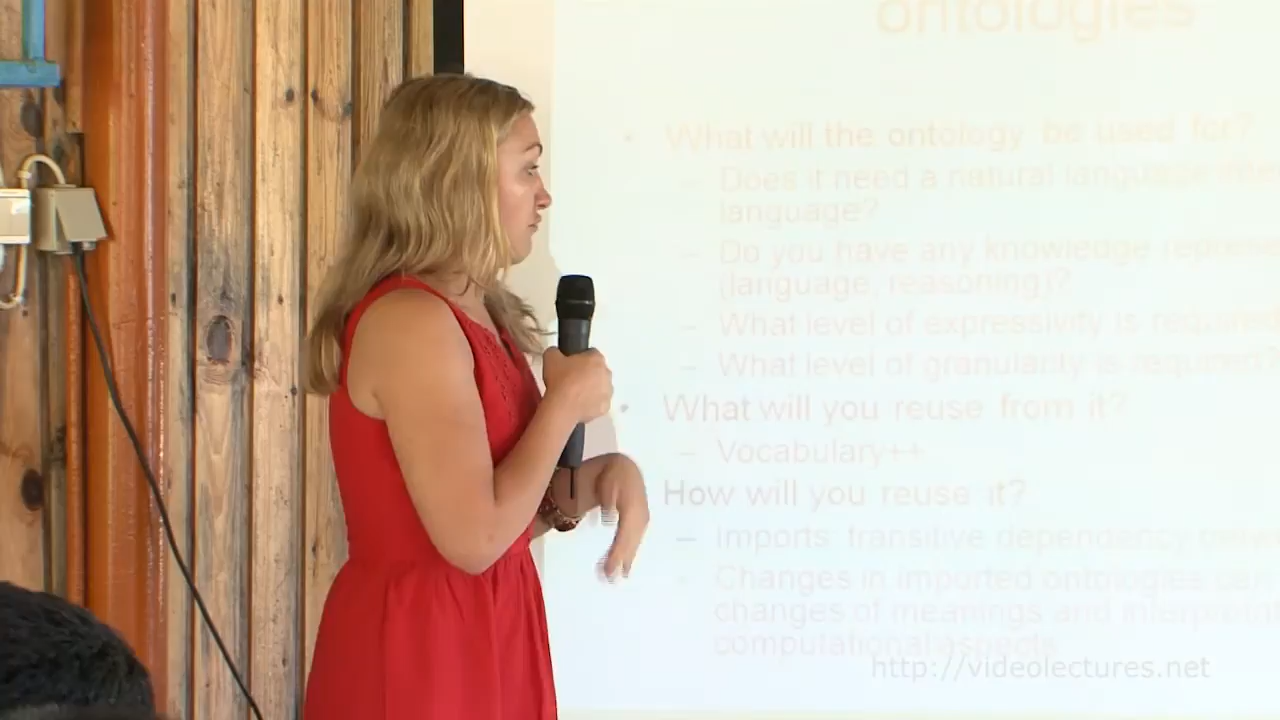 ontologies
• What will the ontology be used for?
– Does it need a natural language
language?
– Do you have any knowledge
(language, reasoning)?
– What level of expressivity is required
– What level of granularity is required?
• What will you reuse from it?
– Vocabulary++
How will you reuse it?
– Imports: transitive dependency
– Changes in imported ontologies can
changes of meanings and
computational aspects
http://videolectures.net